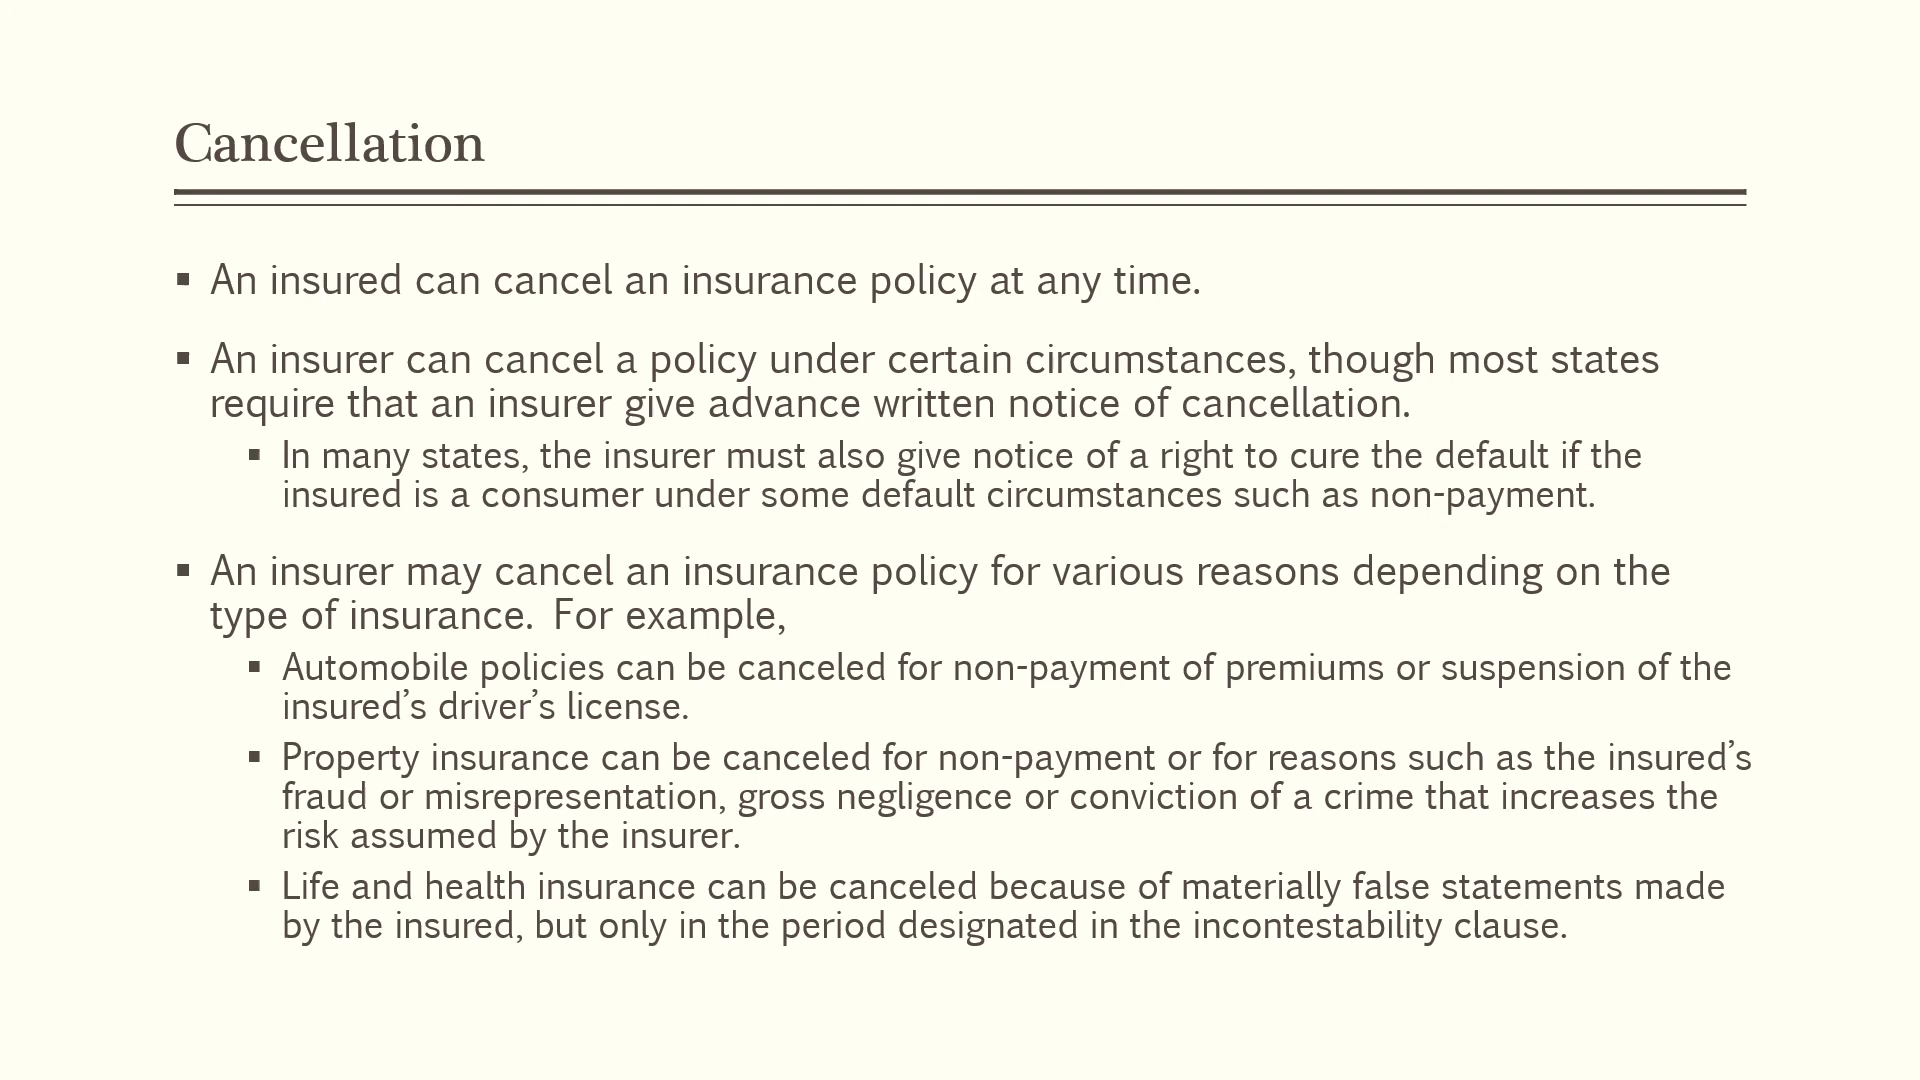 Cancellation
▪ An insured can cancel an insurance policy at any time.
▪ An insurer can cancel a policy under certain circumstances, though most states
require that an insurer give advance written notice of cancellation.
▪ In many states, the insurer must also give notice of a right to cure the default if the
insured is a consumer under some default circumstances such as non-payment.
▪ An insurer may cancel an insurance policy for various reasons depending on the
type of insurance.  For example,
▪ Automobile policies can be canceled for non-payment of premiums or suspension of the
insured’s driver’s license.
▪ Property insurance can be canceled for non-payment or for reasons such as the insured’s
fraud or misrepresentation, gross negligence or conviction of a crime that increases the
risk assumed by the insurer.
▪ Life and health insurance can be canceled because of materially false statements made
by the insured, but only in the period designated in the incontestability clause.